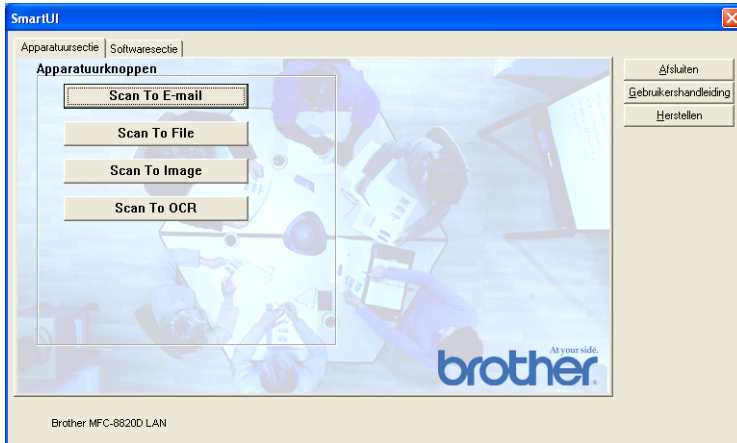 SmartUI
Apparatuursectie
Softwaresectie
Apparatuurknoppen
Scan To E-mail
Scan To File
Scan To Image
Scan To OCR
Afsluiten
Gebruikershandleiding
Herstellen
At your side.
brother
Brother MFC-8820D LAN